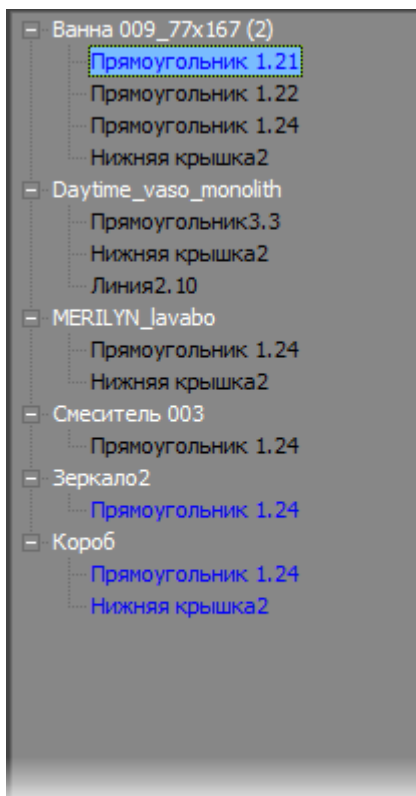 Ванна 009_77x167 (2)
Прямоугольник 1.21
Прямоугольник 1.22
Прямоугольник 1.24
Нижняя крышка2
Daytime_vaso_monolith
Прямоугольник3.3
Нижняя крышка2
Линия2.10
MERILYN_lavabo
Прямоугольник 1.24
Нижняя крышка2
Смеситель 003
Прямоугольник 1.24
Зеркало2
Прямоугольник 1.24
Короб
Прямоугольник 1.24
Нижняя крышка2